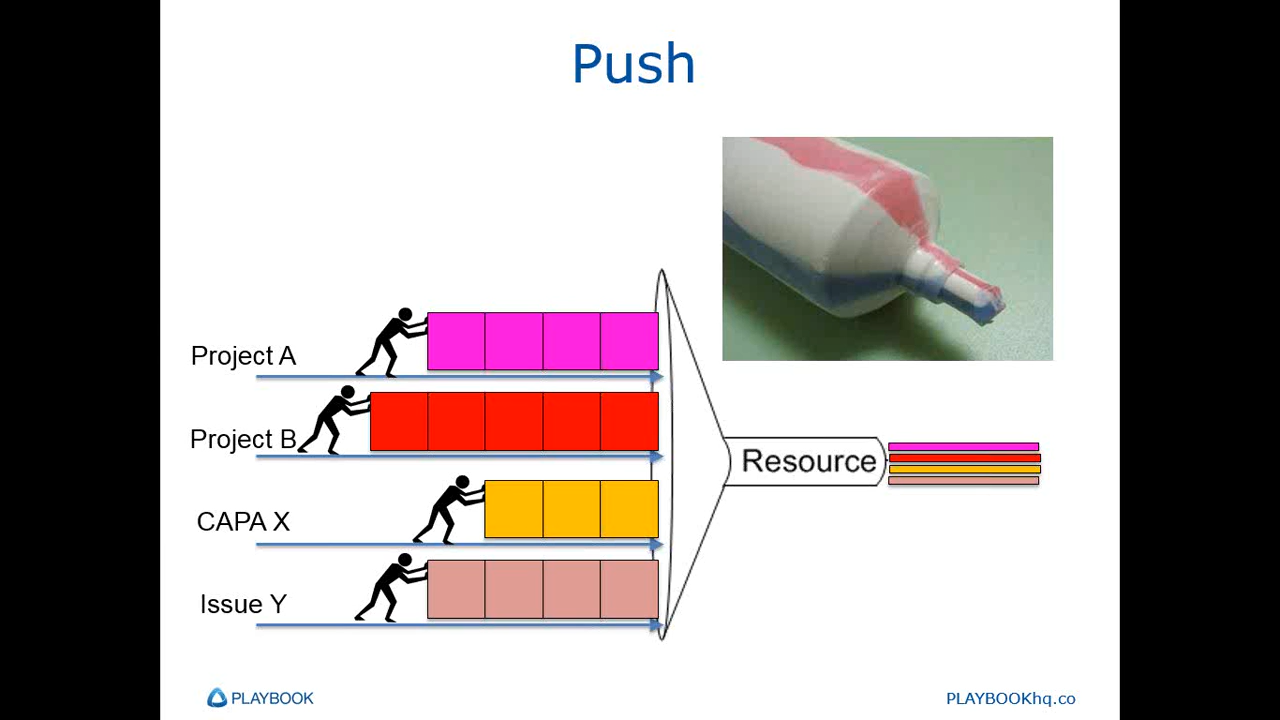 Push
Project A
Project B
CAPA X
Issue Y
Resource
PLAYBOOK
PLAYBOOKhq.co